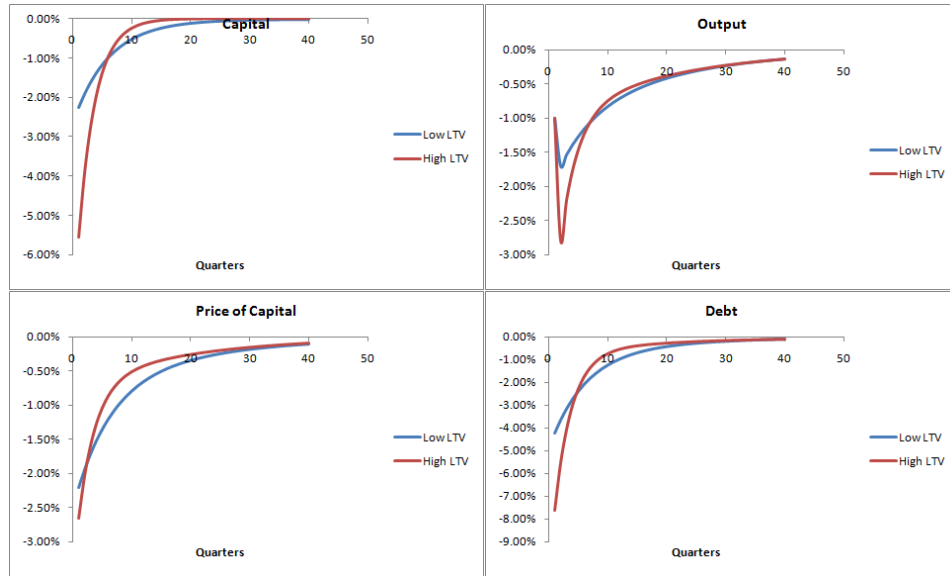 Capital
0.00%
-1.00%
-2.00%
-3.00%
-4.00%
-5.00%
-6.00%
0 10 20 30 40 50
Low LTV
High LTV
Quarters
Output
0.00%
-0.50%
-1.00%
-1.50%
-2.00%
-2.50%
-3.00%
0 10 20 30 40 50
Low LTV
High LTV
Quarters
Price of Capital
0.00%
-0.50%
-1.00%
-1.50%
-2.00%
-2.50%
-3.00%
0 10 20 30 40 50
Low LTV
High LTV
Quarters
Debt
0.00%
-1.00%
-2.00%
-3.00%
-4.00%
-5.00%
-6.00%
-7.00%
-8.00%
-9.00%
0 10 20 30 40 50
Low LTV
High LTV
Quarters